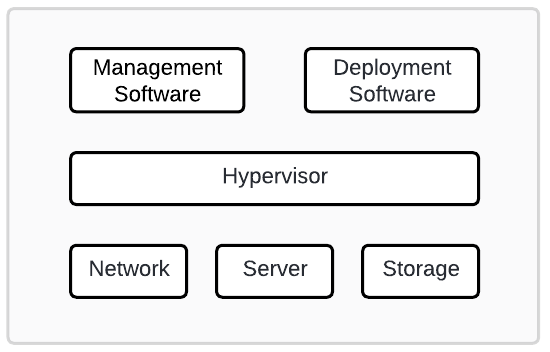 Management
Software
Deployment
Software
Hypervisor
Network
Server
Storage